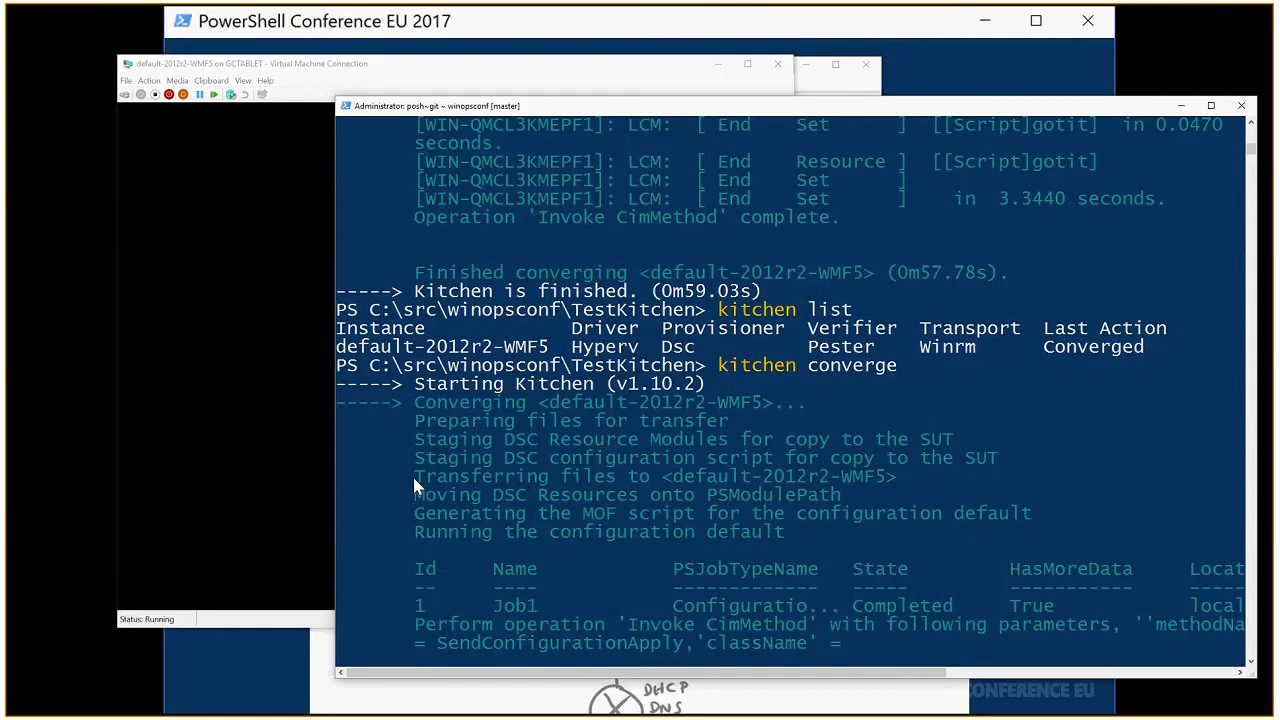 PowerShell Conference EU 2017
default-2012r2-WMF5 on GCTABLET - Virtual Machine Connection
File Action Media Clipboard View Help
Administrator: posh~git ~ winopsconf [master]
[WIN-QMCL3KMEPF1]: LCM: [ End Set ] [[Script]gotit] in 0.0470
seconds.
[WIN-QMCL3KMEPF1]: LCM: [ End Resource ] [[Script]gotit]
[WIN-QMCL3KMEPF1]: LCM: [ End Set ]
[WIN-QMCL3KMEPF1]: LCM: [ End Set ] in 3.3440 seconds.
Operation 'Invoke CimMethod' complete.
Finished converging <default-2012r2-WMF5> (0m57.78s).
-----> Kitchen is finished. (0m59.03s)
PS C:\src\winopsconf\TestKitchen> kitchen list
Instance Driver Provisioner Verifier Transport Last Action
default-2012r2-WMF5 Hyperv Dsc Pester Winrm Converged
PS C:\src\winopsconf\TestKitchen> kitchen converge
-----> Starting Kitchen (v1.10.2)
-----> Converging <default-2012r2-WMF5>...
Preparing files for transfer
Staging DSC Resource Modules for copy to the SUT
Staging DSC configuration script for copy to the SUT
Transferring files to <default-2012r2-WMF5>
Moving DSC Resources onto PSModulePath
Generating the MOF script for the configuration default
Running the configuration default
Id Name PSJobTypeName State HasMoreData Locat
-- ---- ------------- ----- ----------- -----
1 Job1 Configuratio... Completed True local
Perform operation 'Invoke CimMethod' with following parameters, ''methodNa
= SendConfigurationApply,'className' =
Status: Running
DHCP
DNS
CONFERENCE EU